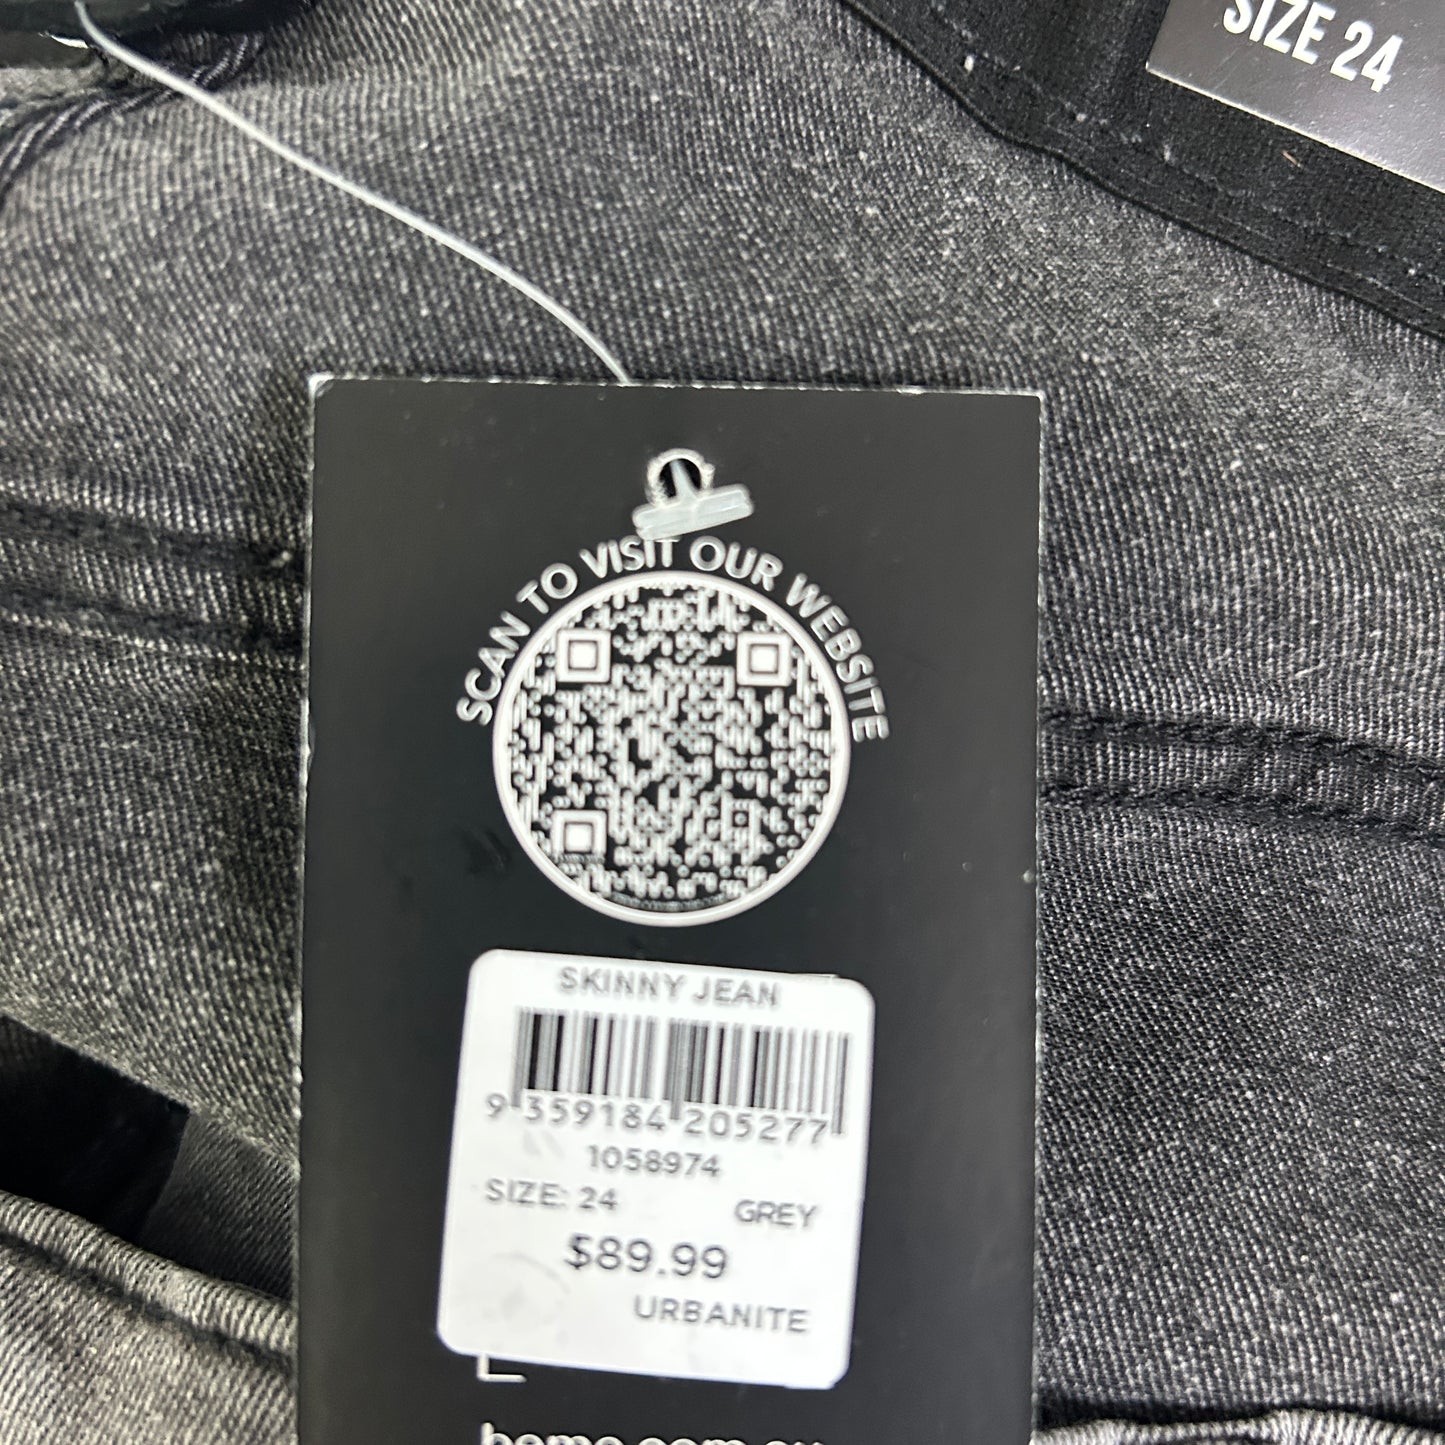 SIZE 24
SCAN TO VISIT OUR WEBSITE
SKINNY JEAN
9 359184 205277
1058974
SIZE: 24 GREY
$89.99
URBANITE